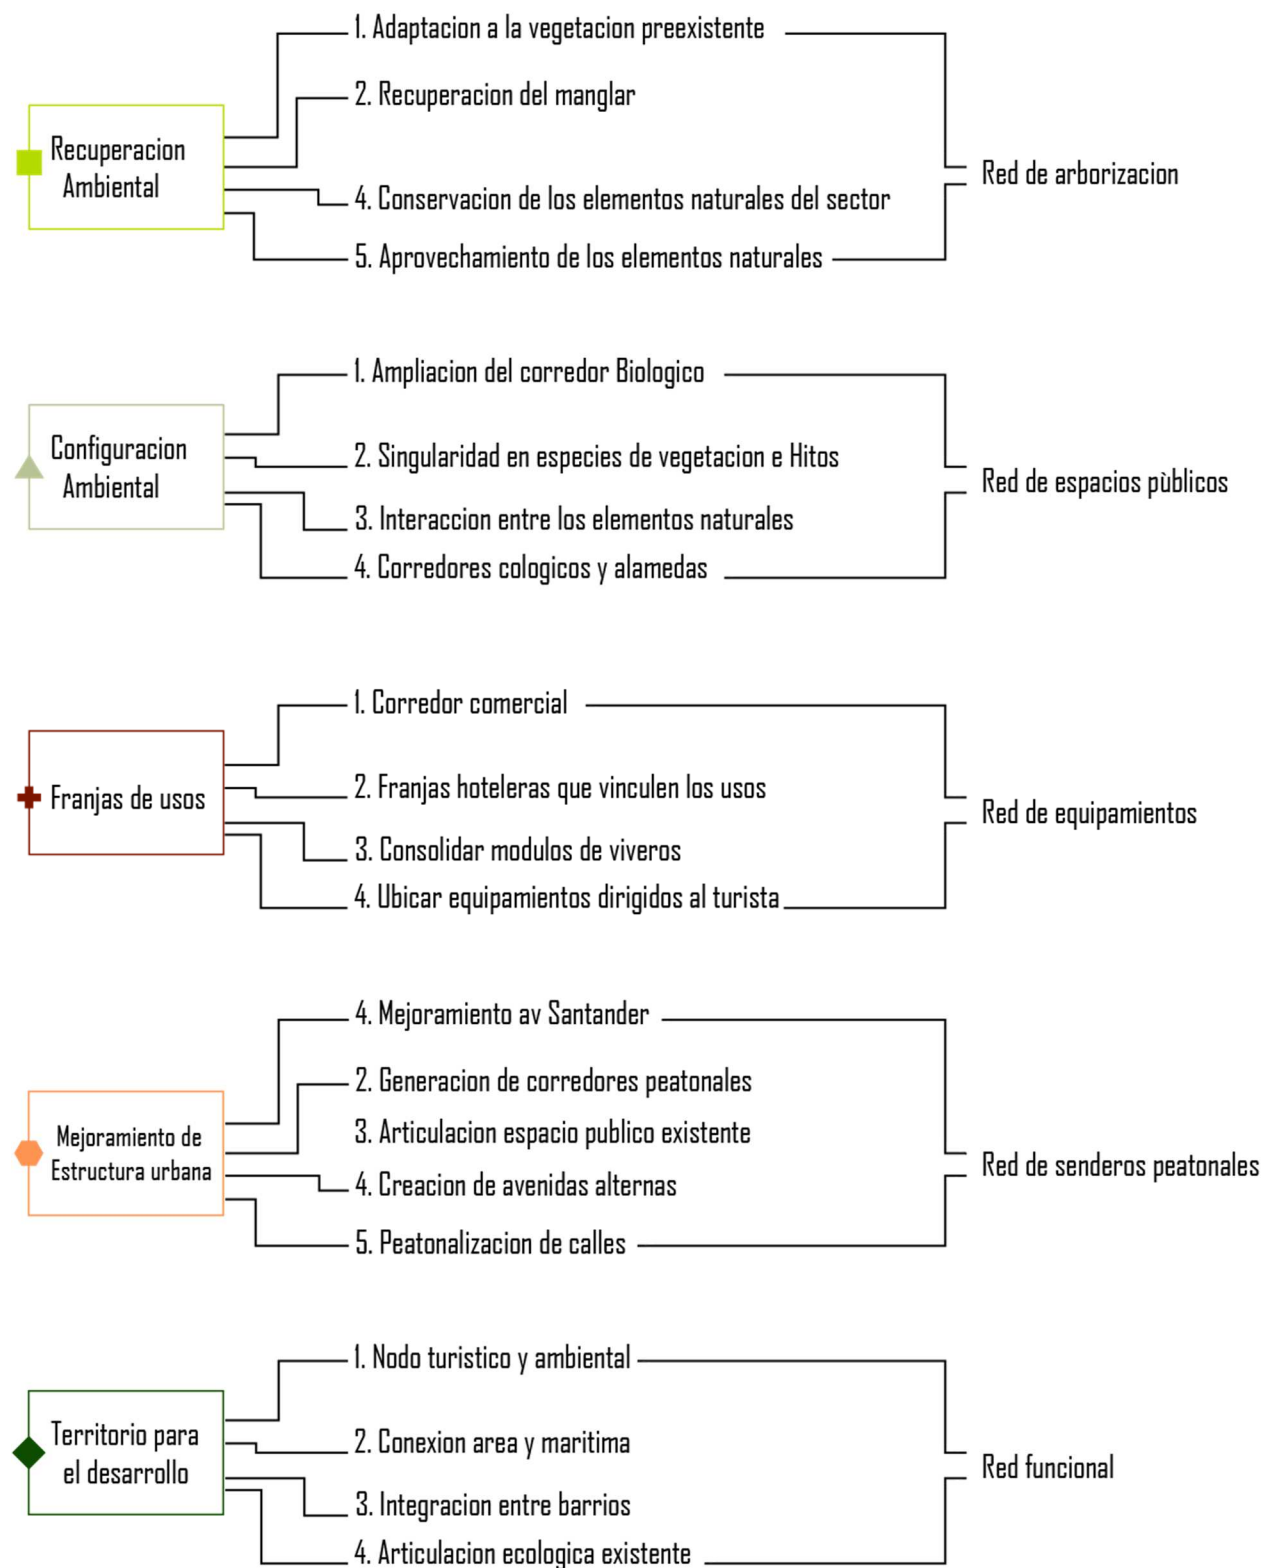 Recuperacion
Ambiental
1. Adaptacion a la vegetacion preexistente
2. Recuperacion del manglar
4. Conservacion de los elementos naturales del sector
5. Aprovechamiento de los elementos naturales
Red de arborizacion
Configuracion
Ambiental
1. Ampliacion del corredor Biologico
2. Singularidad en especies de vegetacion e Hitos
3. Interaccion entre los elementos naturales
4. Corredores cologicos y alamedas
Red de espacios pùblicos
Franjas de usos
1. Corredor comercial
2. Franjas hoteleras que vinculen los usos
3. Consolidar modulos de viveros
4. Ubicar equipamientos dirigidos al turista
Red de equipamientos
Mejoramiento de
Estructura urbana
4. Mejoramiento av Santander
2. Generacion de corredores peatonales
3. Articulacion espacio publico existente
4. Creacion de avenidas alternas
5. Peatonalizacion de calles
Red de senderos peatonales
Territorio para
el desarrollo
1. Nodo turistico y ambiental
2. Conexion area y maritima
3. Integracion entre barrios
4. Articulacion ecologica existente
Red funcional